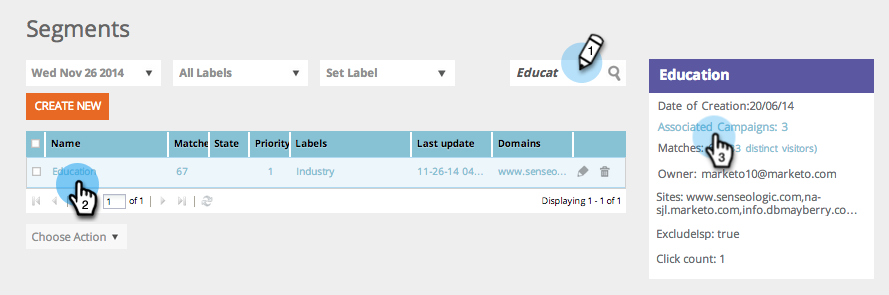 Segments
Wed Nov 26 2014
All Labels
Set Label
Educat
1
CREATE NEW
Name
Matche
State
Priority
Labels
Last update
Domains
Education
67
1
Industry
11-26-14 04...
www.senseo...
2
1 of 1
Displaying 1 - 1 of 1
Choose Action
Education
Date of Creation:20/06/14
Associated Campaigns: 3
Matches: distinct visitors)
3
Owner: marketo10@marketo.com
Sites: www.senseologic.com,na-
sjl.marketo.com,info.dbmayberry.co...
ExcludeIsp: true
Click count: 1